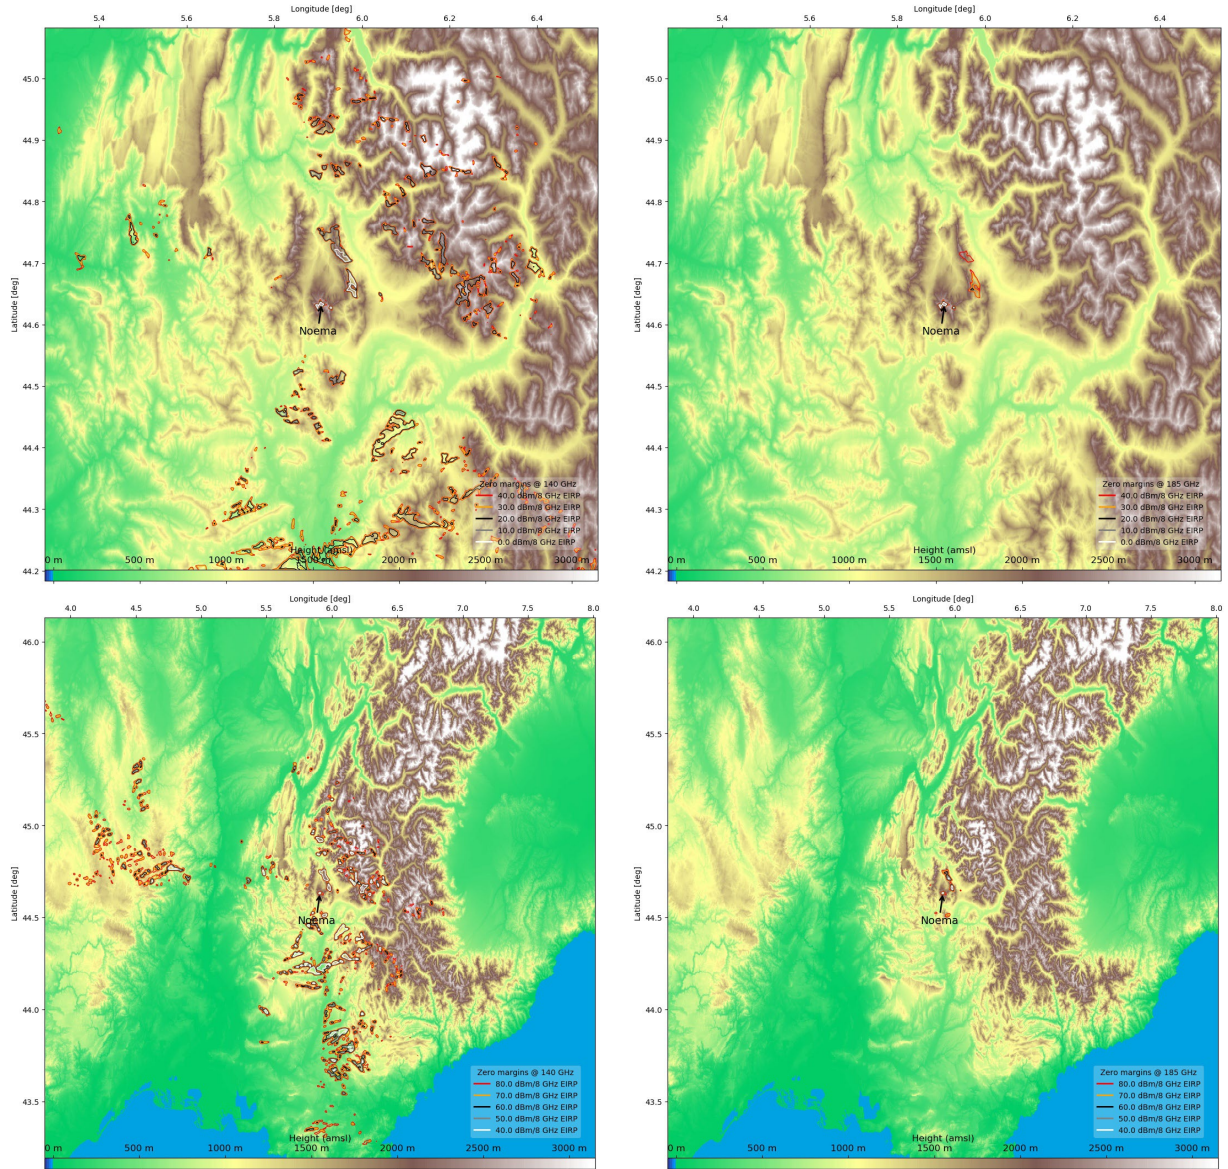 Longitude [deg]
5.4 5.6 5.8 6.0 6.2 6.4
Latitude [deg]
45.0
44.9
44.8
44.7
44.6
44.5
44.4
44.3
44.2
Noema
Zero margins @ 140 GHz
40.0 dBm/8 GHz EIRP
30.0 dBm/8 GHz EIRP
20.0 dBm/8 GHz EIRP
10.0 dBm/8 GHz EIRP
0.0 dBm/8 GHz EIRP
Height (amsl)
0 m 500 m 1000 m 1500 m 2000 m 2500 m 3000 m
Longitude [deg]
5.4 5.6 5.8 6.0 6.2 6.4
Latitude [deg]
45.0
44.9
44.8
44.7
44.6
44.5
44.4
44.3
44.2
Noema
Zero margins @ 185 GHz
40.0 dBm/8 GHz EIRP
30.0 dBm/8 GHz EIRP
20.0 dBm/8 GHz EIRP
10.0 dBm/8 GHz EIRP
0.0 dBm/8 GHz EIRP
Height (amsl)
0 m 500 m 1000 m 1500 m 2000 m 2500 m 3000 m
Longitude [deg]
4.0 4.5 5.0 5.5 6.0 6.5 7.0 7.5 8.0
Latitude [deg]
46.0
45.5
45.0
44.5
44.0
43.5
Noema
Zero margins @ 140 GHz
80.0 dBm/8 GHz EIRP
70.0 dBm/8 GHz EIRP
60.0 dBm/8 GHz EIRP
50.0 dBm/8 GHz EIRP
40.0 dBm/8 GHz EIRP
Height (amsl)
0 m 500 m 1000 m 1500 m 2000 m 2500 m 3000 m
Longitude [deg]
4.0 4.5 5.0 5.5 6.0 6.5 7.0 7.5 8.0
Latitude [deg]
46.0
45.5
45.0
44.5
44.0
43.5
Noema
Zero margins @ 185 GHz
80.0 dBm/8 GHz EIRP
70.0 dBm/8 GHz EIRP
60.0 dBm/8 GHz EIRP
50.0 dBm/8 GHz EIRP
40.0 dBm/8 GHz EIRP
Height (amsl)
0 m 500 m 1000 m 1500 m 2000 m 2500 m 3000 m